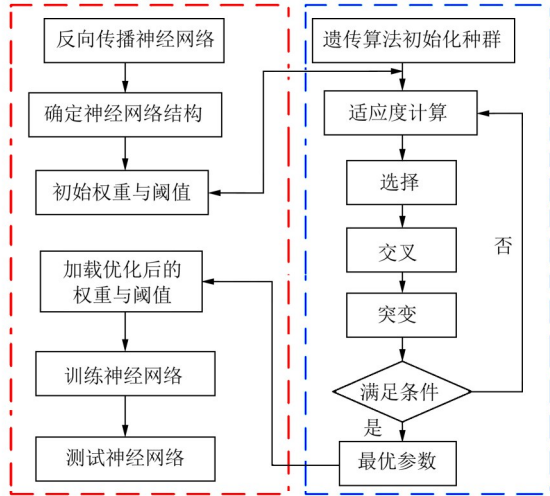 反向传播神经网络
确定神经网络结构
初始权重与阈值
加载优化后的
权重与阈值
训练神经网络
测试神经网络
遗传算法初始化种群
适应度计算
选择
交叉
突变
满足条件
否
是
最优参数